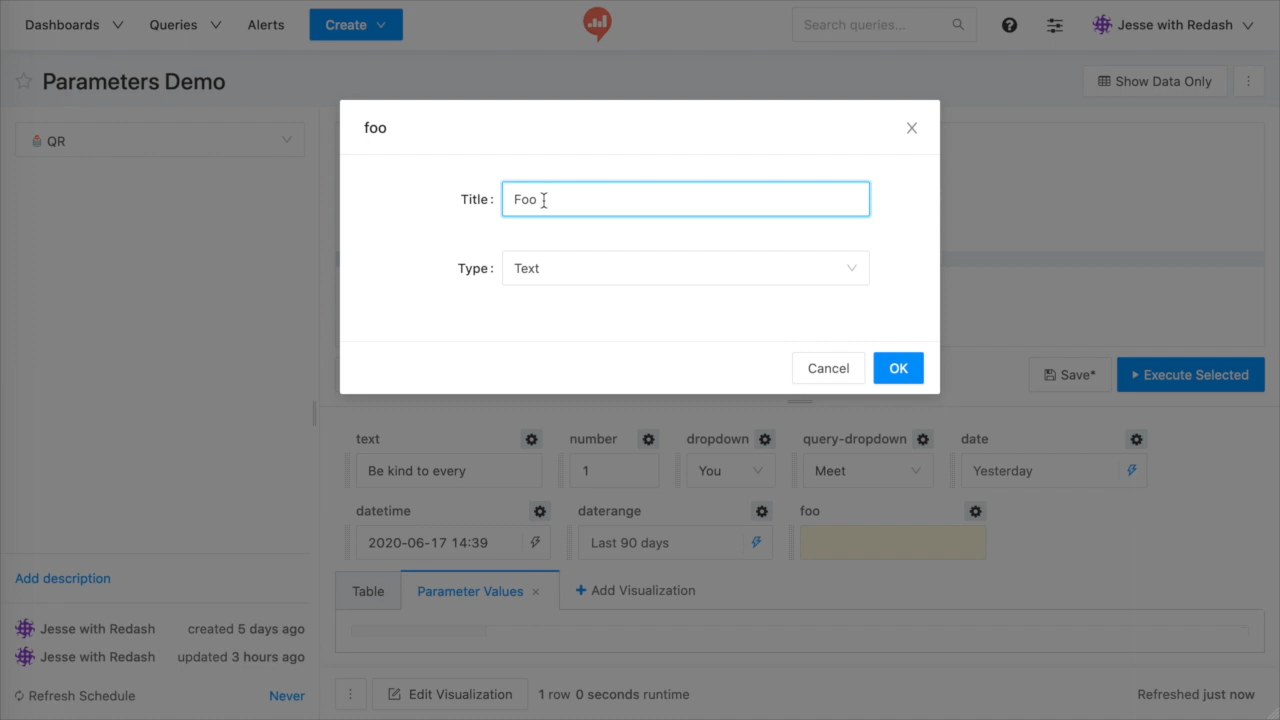 Dashboards
Queries
Alerts
Create
Search queries...
Jesse with Redash
Parameters Demo
Show Data Only
QR
foo
Title :
Foo
Type :
Text
Cancel
OK
Save*
Execute Selected
text
number
dropdown
query-dropdown
date
Be kind to every
1
You
Meet
Yesterday
datetime
daterange
foo
2020-06-17 14:39
Last 90 days
Add description
Table
Parameter Values
+ Add Visualization
Jesse with Redash created 5 days ago
Jesse with Redash updated 3 hours ago
Refresh Schedule Never
Edit Visualization
1 row 0 seconds runtime
Refreshed just now